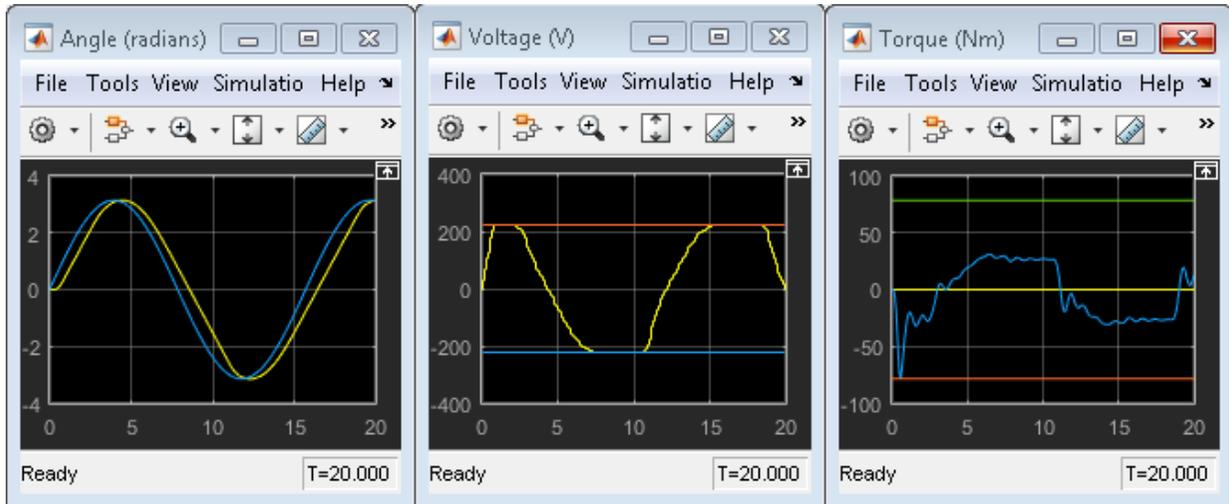 Angle (radians)
File Tools View Simulatio Help
4
2
0
-2
-4
0 5 10 15 20
Ready T=20.000
Voltage (V)
File Tools View Simulatio Help
400
200
0
-200
-400
0 5 10 15 20
Ready T=20.000
Torque (Nm)
File Tools View Simulatio Help
100
50
0
-50
-100
0 5 10 15 20
Ready T=20.000